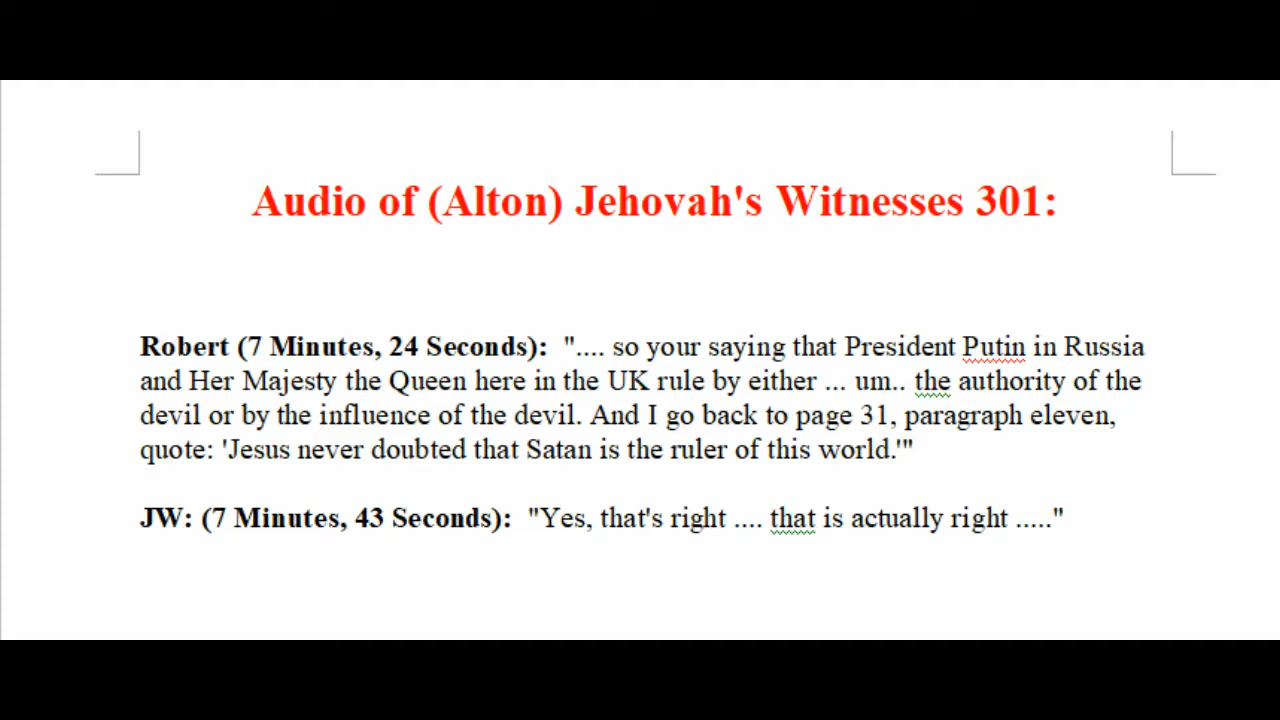 Audio of (Alton) Jehovah's Witnesses 301:
Robert (7 Minutes, 24 Seconds):  ".... so your saying that President Putin in Russia
and Her Majesty the Queen here in the UK rule by either ... um.. the authority of the
devil or by the influence of the devil. And I go back to page 31, paragraph eleven,
quote: 'Jesus never doubted that Satan is the ruler of this world.'"
JW: (7 Minutes, 43 Seconds):  "Yes, that's right .... that is actually right ....."